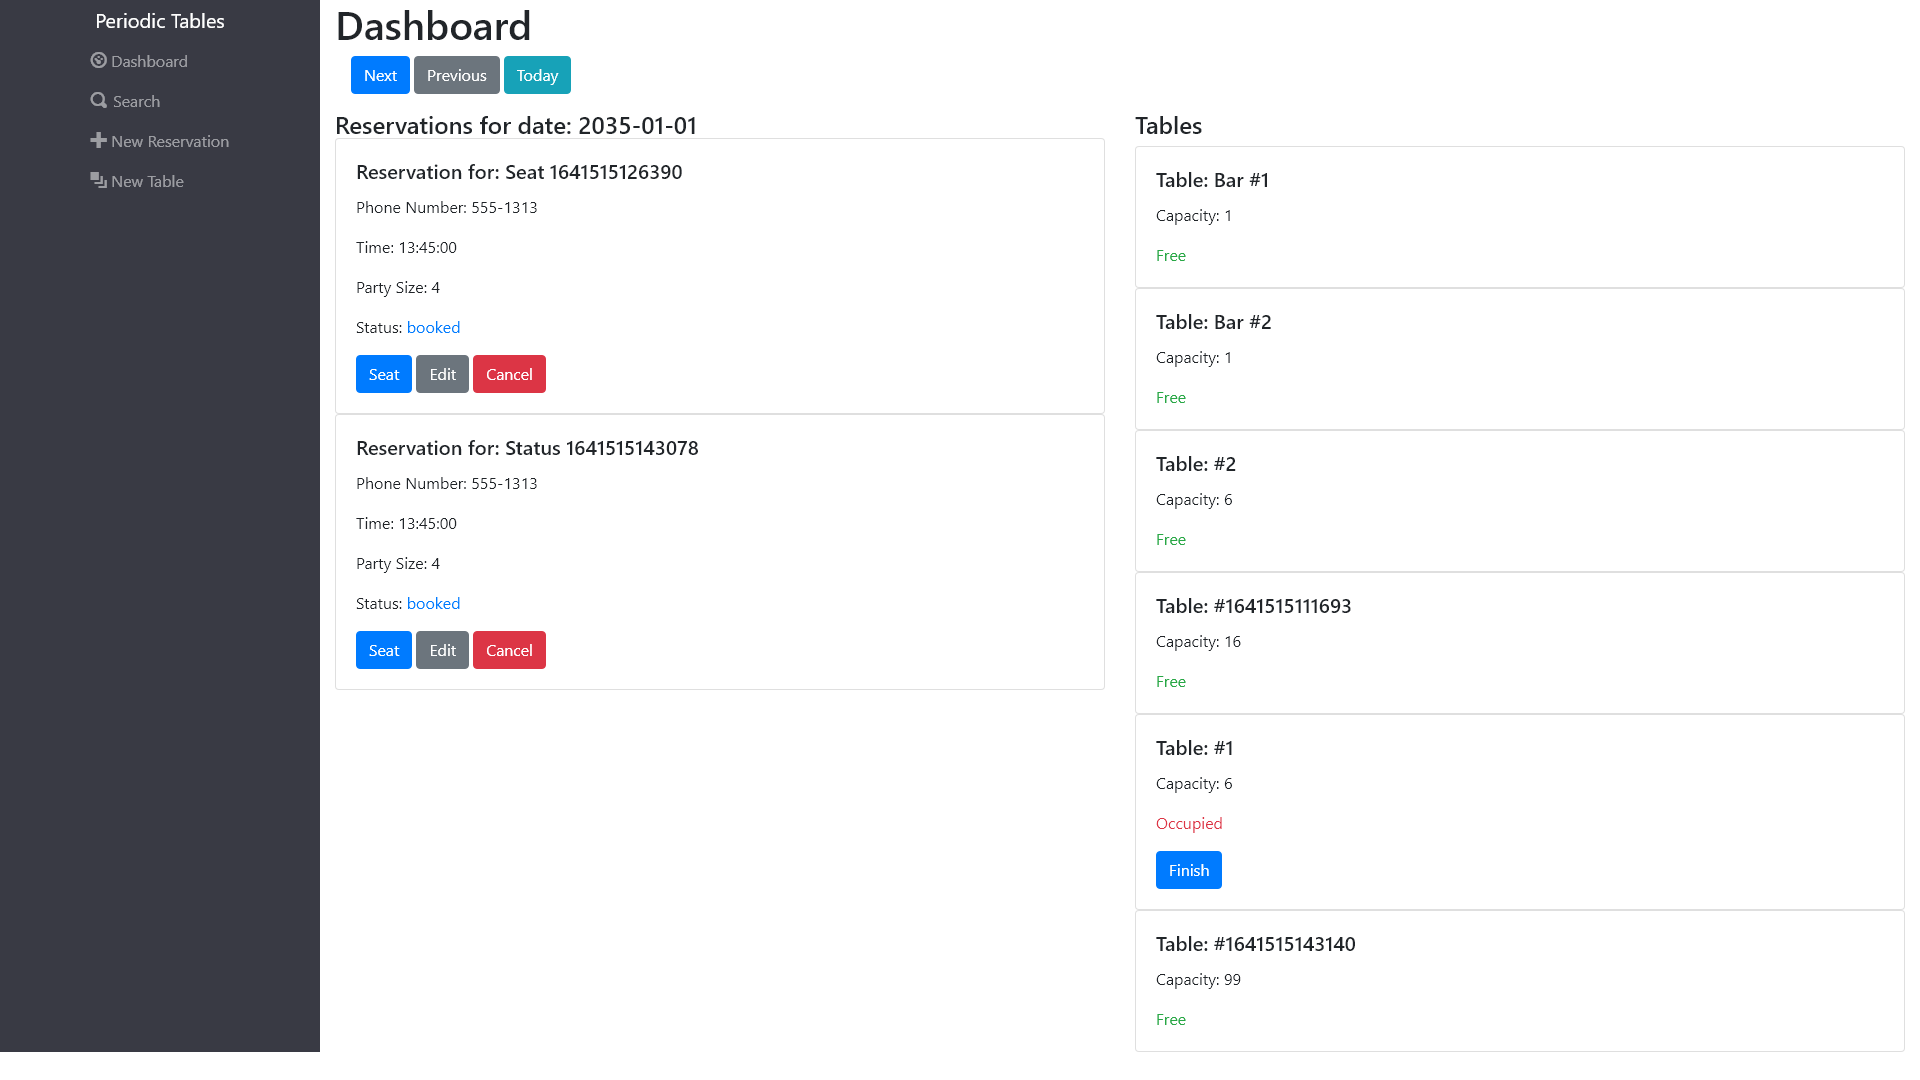 Periodic Tables
Dashboard
Search
New Reservation
New Table
Dashboard
Next Previous Today
Reservations for date: 2035-01-01
Reservation for: Seat 1641515126390
Phone Number: 555-1313
Time: 13:45:00
Party Size: 4
Status: booked
Seat Edit Cancel
Reservation for: Status 1641515143078
Phone Number: 555-1313
Time: 13:45:00
Party Size: 4
Status: booked
Seat Edit Cancel
Tables
Table: Bar #1
Capacity: 1
Free
Table: Bar #2
Capacity: 1
Free
Table: #2
Capacity: 6
Free
Table: #1641515111693
Capacity: 16
Free
Table: #1
Capacity: 6
Occupied
Finish
Table: #1641515143140
Capacity: 99
Free